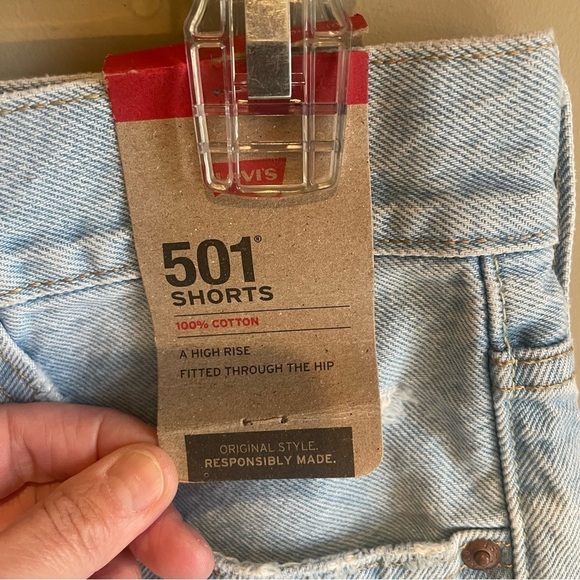 LEVI'S
501®
SHORTS
100% COTTON
A HIGH RISE
FITTED THROUGH THE HIP
ORIGINAL STYLE.
RESPONSIBLY MADE.